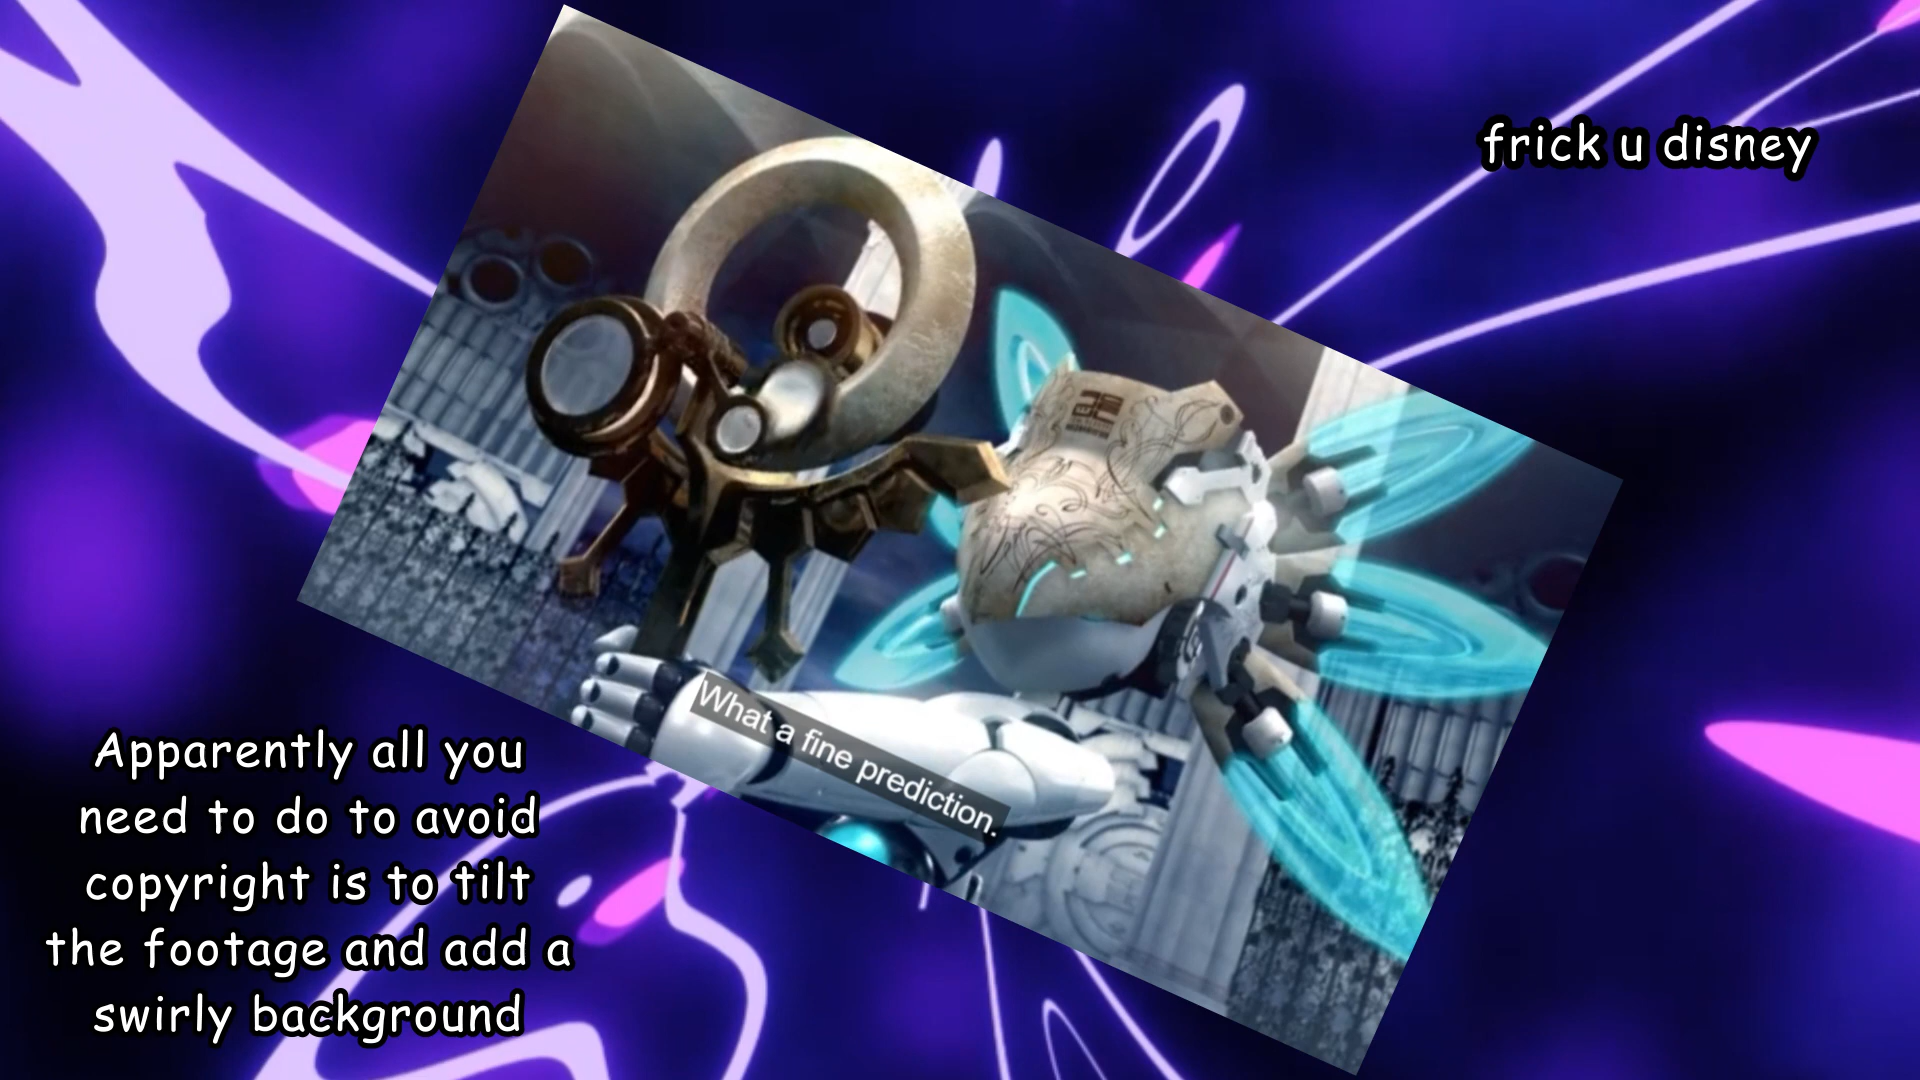 frick u disney
What a fine prediction.
Apparently all you
need to do to avoid
copyright is to tilt
the footage and add a
swirly background